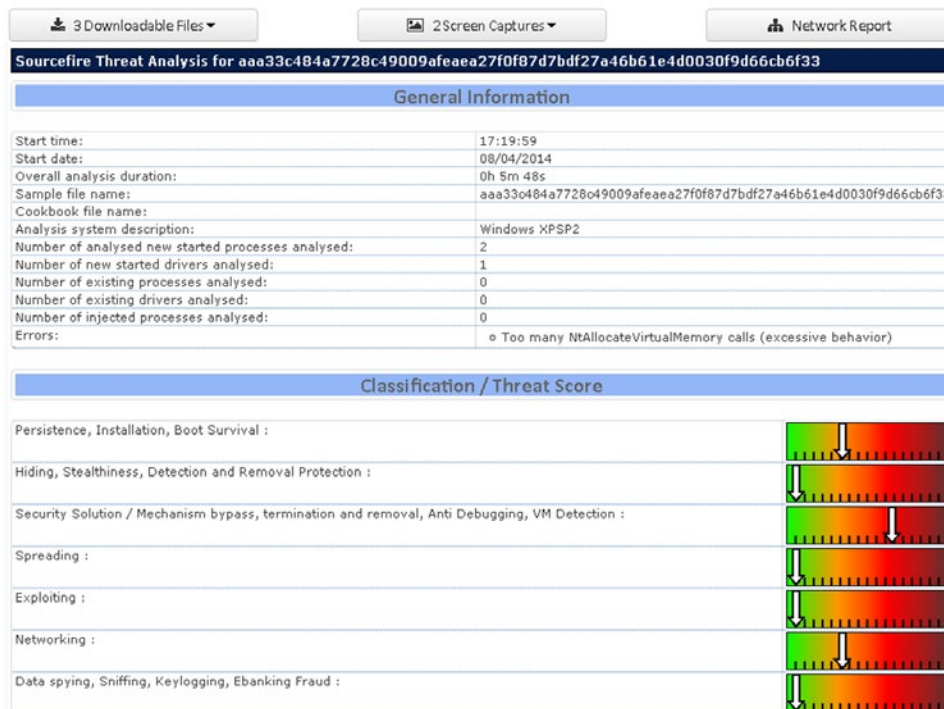 3 Downloadable Files
2 Screen Captures
Network Report
Sourcefire Threat Analysis for aaa33c484a7728c49009afeaea27f0f87d7bdf27a46b61e4d0030f9d66cb6f33
General Information
Start time: 17:19:59
Start date: 08/04/2014
Overall analysis duration: 0h 5m 48s
Sample file name: aaa33c484a7728c49009afeaea27f0f87d7bdf27a46b61e4d0030f9d66cb6f3
Cookbook file name:
Analysis system description: Windows XPSP2
Number of analysed new started processes analysed: 2
Number of new started drivers analysed: 1
Number of existing processes analysed: 0
Number of existing drivers analysed: 0
Number of injected processes analysed: 0
Errors: Too many NtAllocateVirtualMemory calls (excessive behavior)
Classification / Threat Score
Persistence, Installation, Boot Survival :
Hiding, Stealthiness, Detection and Removal Protection :
Security Solution / Mechanism bypass, termination and removal, Anti Debugging, VM Detection :
Spreading :
Exploiting :
Networking :
Data spying, Sniffing, Keylogging, Ebanking Fraud :